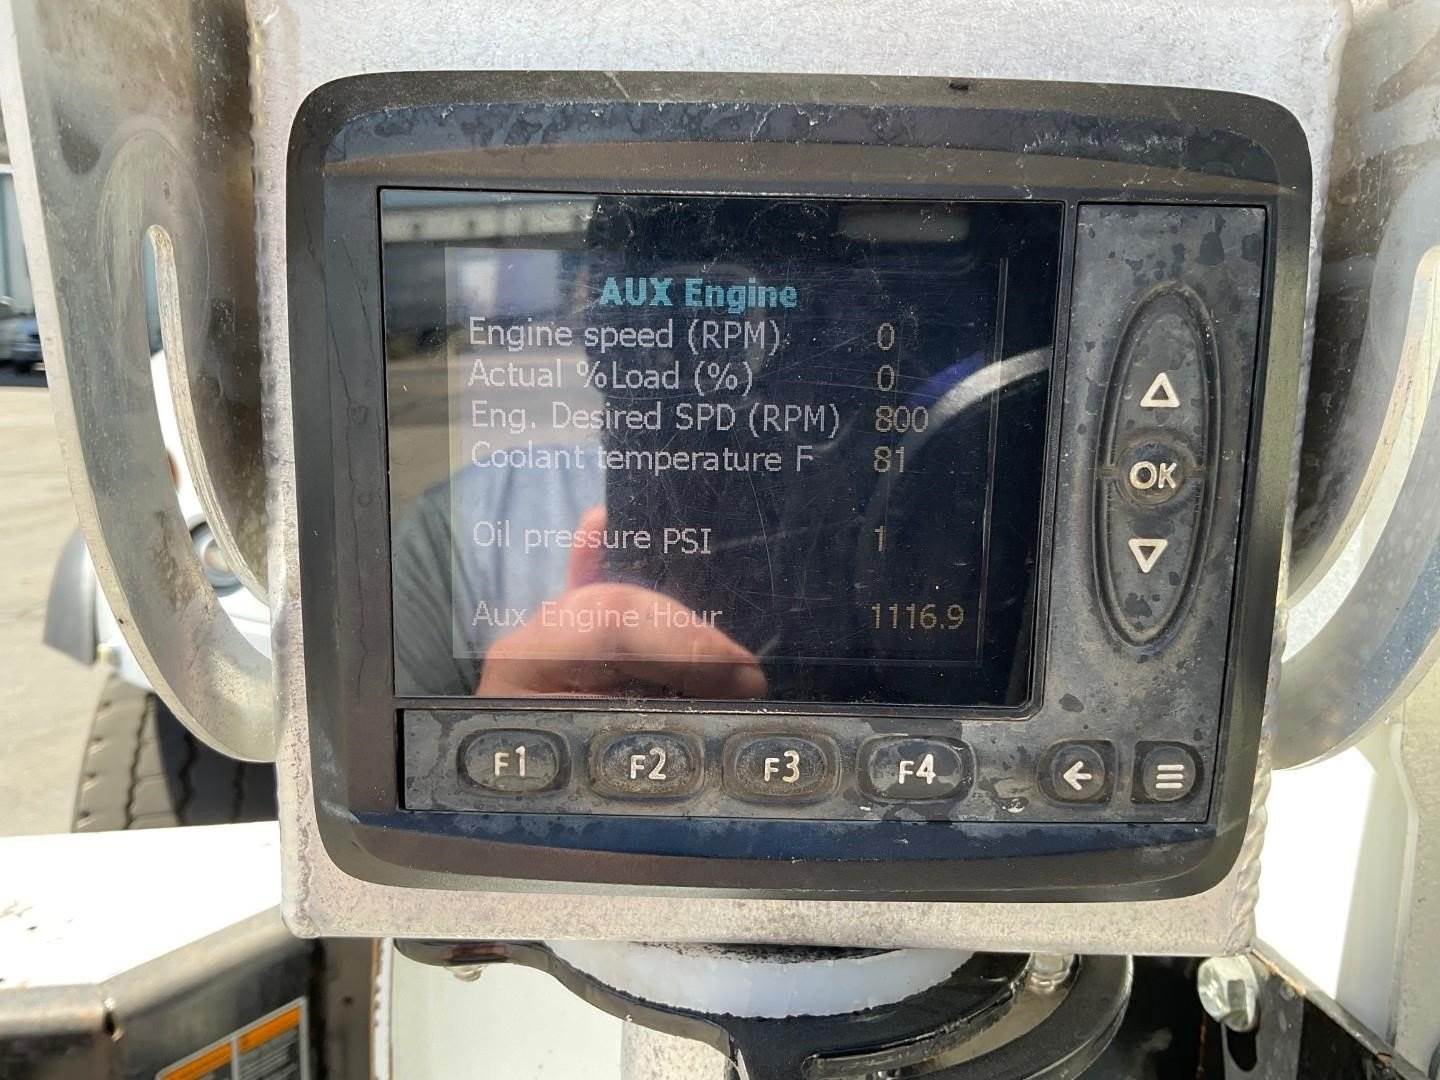 AUX Engine
Engine speed (RPM) 0
Actual %Load (%) 0
Eng. Desired SPD (RPM) 800
Coolant temperature F 81
Oil pressure PSI 1
Aux Engine Hour 1116.9
OK
F1 F2 F3 F4